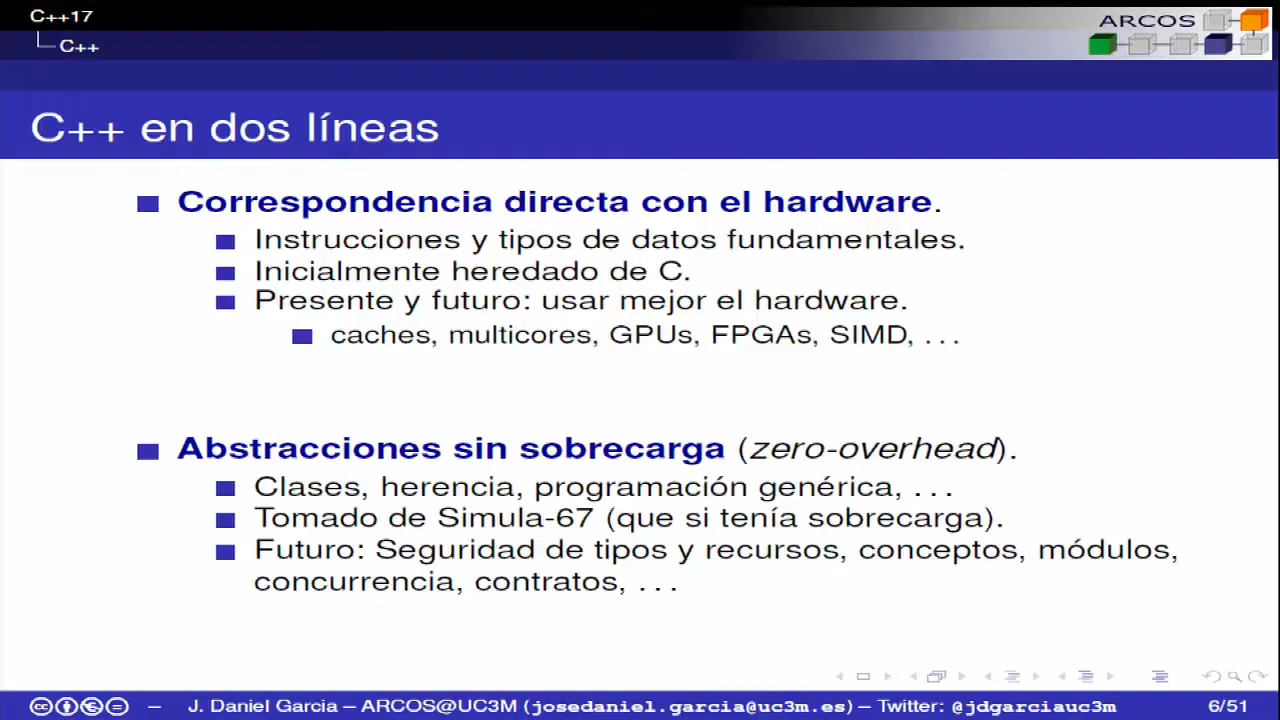 C++17
C++
ARCOS
C++ en dos líneas
Correspondencia directa con el hardware.
Instrucciones y tipos de datos fundamentales.
Inicialmente heredado de C.
Presente y futuro: usar mejor el hardware.
caches, multicores, GPUs, FPGAs, SIMD, . . .
Abstracciones sin sobrecarga (zero-overhead).
Clases, herencia, programación genérica, . . .
Tomado de Simula-67 (que si tenía sobrecarga).
Futuro: Seguridad de tipos y recursos, conceptos, módulos,
concurrencia, contratos, . . .
cc – J. Daniel Garcia – ARCOS@UC3M (josedaniel.garcia@uc3m.es) – Twitter: @jdgarciauc3m 6/51